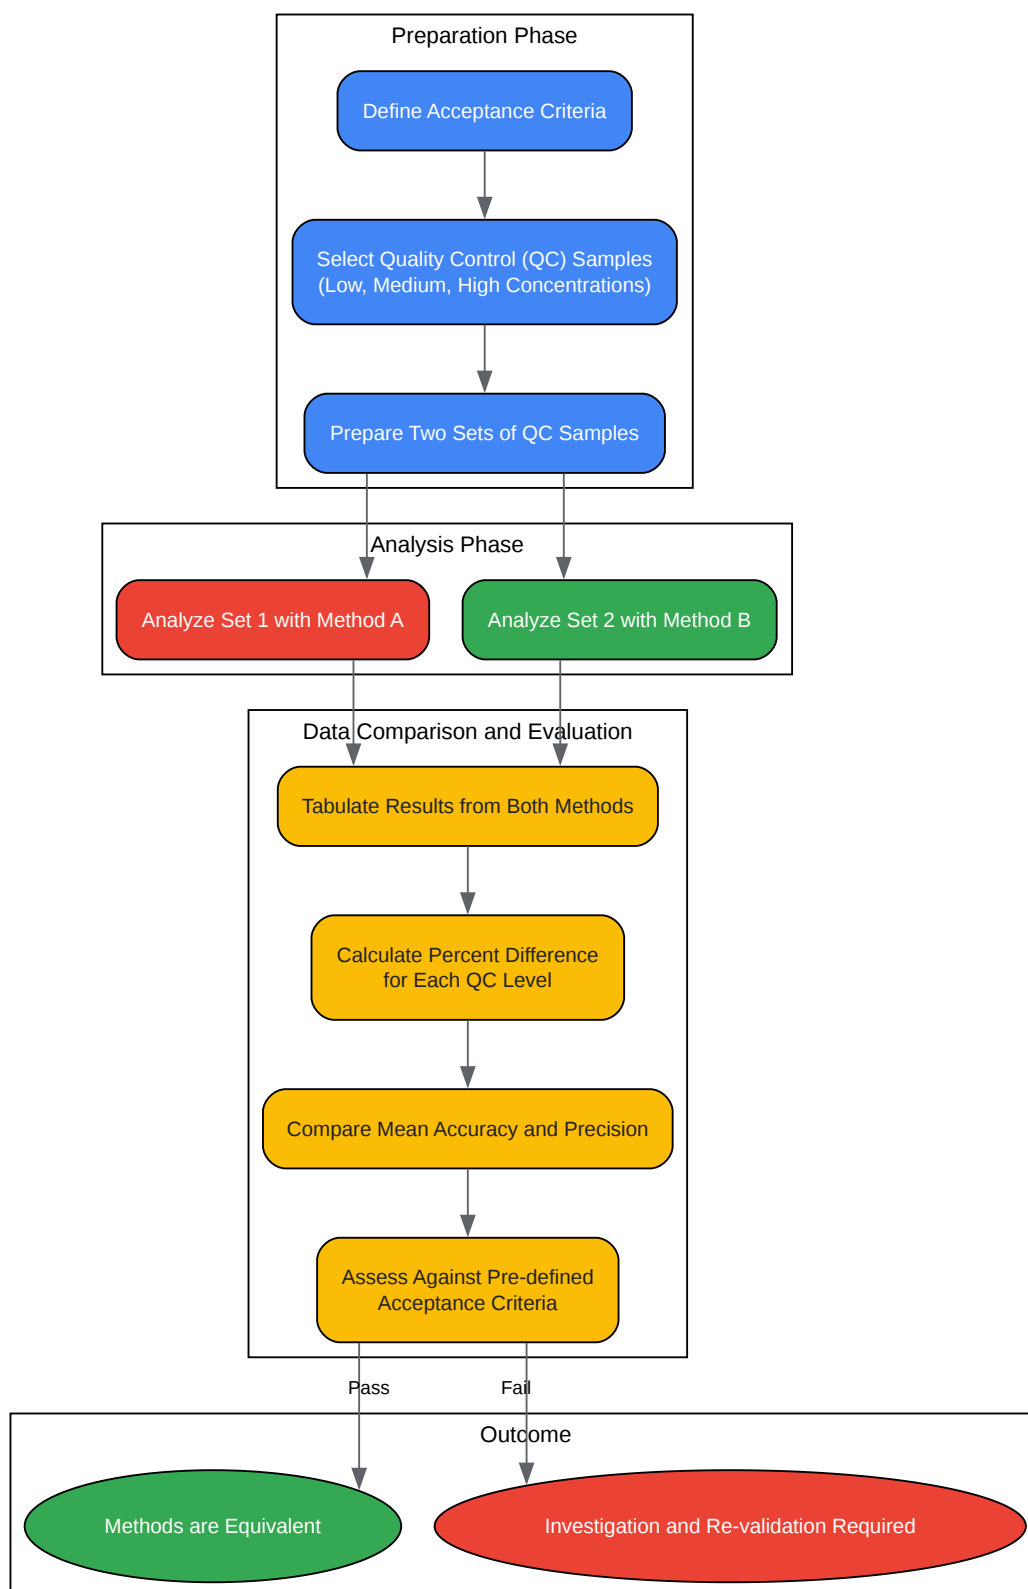 Preparation Phase
Define Acceptance Criteria
Select Quality Control (QC) Samples
(Low, Medium, High Concentrations)
Prepare Two Sets of QC Samples
Analysis Phase
Analyze Set 1 with Method A
Analyze Set 2 with Method B
Data Comparison and Evaluation
Tabulate Results from Both Methods
Calculate Percent Difference
for Each QC Level
Compare Mean Accuracy and Precision
Assess Against Pre-defined
Acceptance Criteria
Pass
Fail
Outcome
Methods are Equivalent
Investigation and Re-validation Required